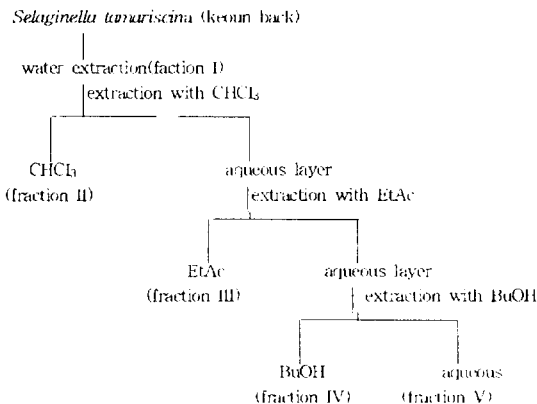 Selaginella tamariscina (keoun back)
water extraction(faction I)
extraction with CHCl₃
CHCl₃
(fraction II)
aqueous layer
extraction with EtAc
EtAc
(fraction III)
aqueous layer
extraction with BuOH
BuOH
(fraction IV)
aqueous
(fraction V)